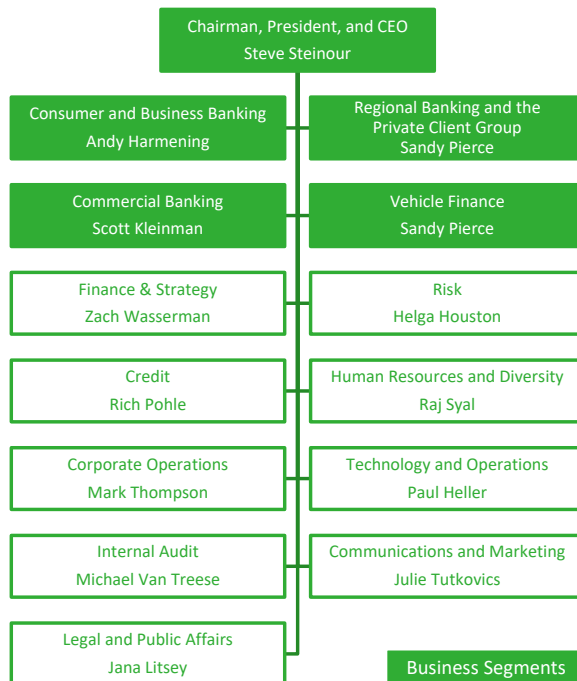 Chairman, President, and CEO
Steve Steinour
Consumer and Business Banking
Andy Harmening
Regional Banking and the
Private Client Group
Sandy Pierce
Commercial Banking
Scott Kleinman
Vehicle Finance
Sandy Pierce
Finance & Strategy
Zach Wasserman
Risk
Helga Houston
Credit
Rich Pohle
Human Resources and Diversity
Raj Syal
Corporate Operations
Mark Thompson
Technology and Operations
Paul Heller
Internal Audit
Michael Van Treese
Communications and Marketing
Julie Tutkovics
Legal and Public Affairs
Jana Litsey
Business Segments